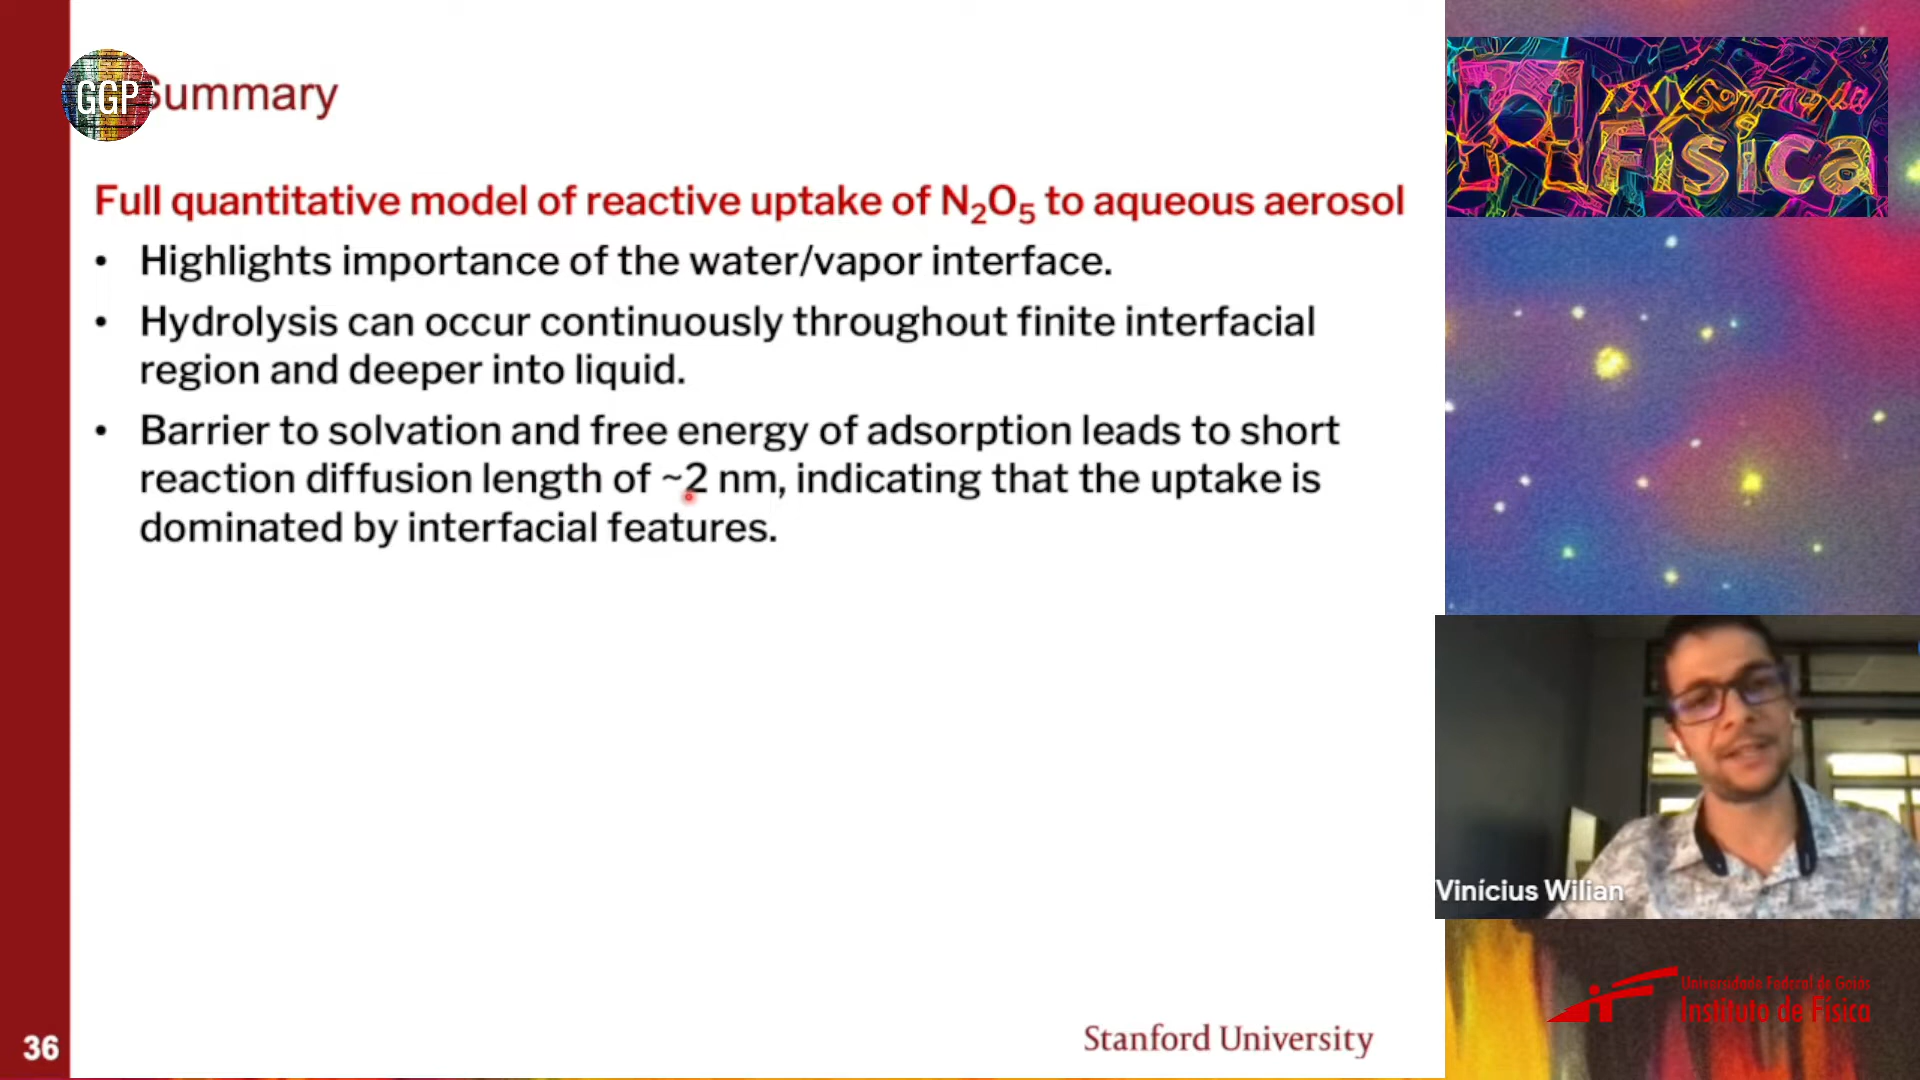 GGP
Summary
Full quantitative model of reactive uptake of N₂O₅ to aqueous aerosol
• Highlights importance of the water/vapor interface.
• Hydrolysis can occur continuously throughout finite interfacial
region and deeper into liquid.
• Barrier to solvation and free energy of adsorption leads to short
reaction diffusion length of ~2 nm, indicating that the uptake is
dominated by interfacial features.
36
Stanford University
Física
Vinícius Wilian
Universidade Federal de Goiás
Instituto de Física